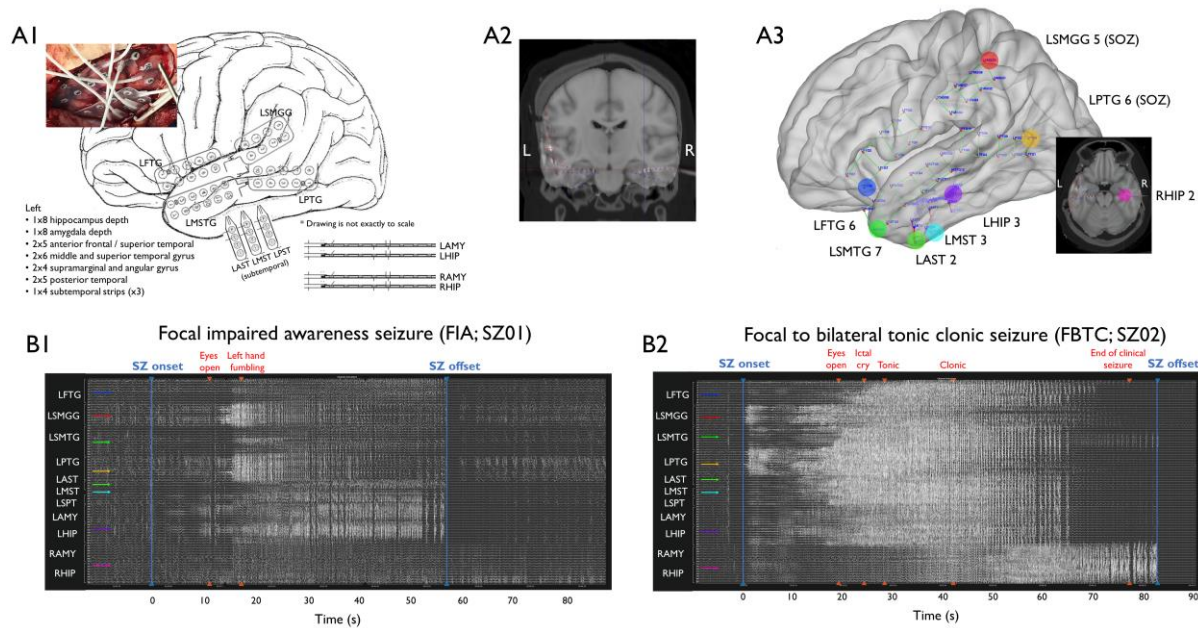 A1
LSMGG
LFTG
LMSTG
LPTG
Left
• 1x8 hippocampus depth
• 1x8 amygdala depth
• 2x5 anterior frontal / superior temporal
• 2x6 middle and superior temporal gyrus
• 2x4 supramarginal and angular gyrus
• 2x5 posterior temporal
• 1x4 subtemporal strips (x3)
LAST LMST LPST
(subtemporal)
* Drawing is not exactly to scale
LAMY
LHIP
RAMY
RHIP
A2
L
R
A3
LSMGG 5 (SOZ)
LPTG 6 (SOZ)
L
R
RHIP 2
LFTG 6
LSMTG 7
LAST 2
LMST 3
LHIP 3
B1
Focal impaired awareness seizure (FIA; SZ01)
SZ onset
Eyes
open
Left hand
fumbling
SZ offset
LFTG
LSMGG
LSMTG
LPTG
LAST
LMST
LSPT
LAMY
LHIP
RAMY
RHIP
0 10 20 30 40 50 60 70 80
Time (s)
B2
Focal to bilateral tonic clonic seizure (FBTC; SZ02)
SZ onset
Eyes
open
Ictal
cry
Tonic
Clonic
End of clinical
seizure
SZ offset
LFTG
LSMGG
LSMTG
LPTG
LAST
LMST
LSPT
LAMY
LHIP
RAMY
RHIP
0 10 20 30 40 50 60 70 80 90
Time (s)